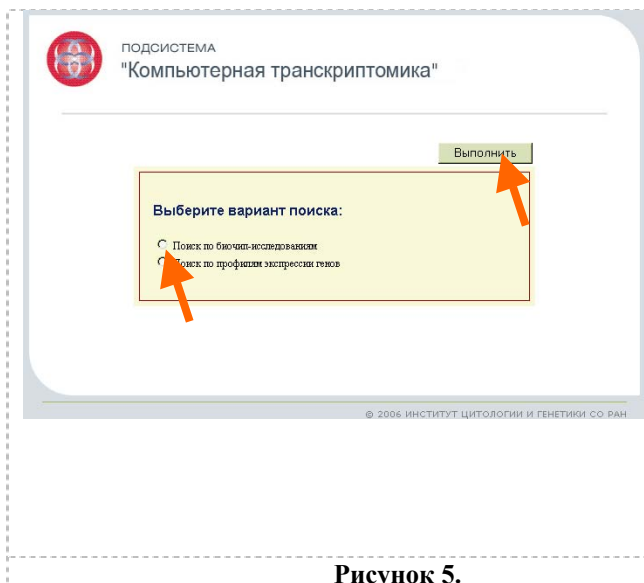 ПОДСИСТЕМА
"Компьютерная транскриптомика"
Выполнить
Выберите вариант поиска:
Поиск по биочип-исследованиям
Поиск по профилям экспрессии генов
© 2006 ИНСТИТУТ ЦИТОЛОГИИ И ГЕНЕТИКИ СО РАН
Рисунок 5.